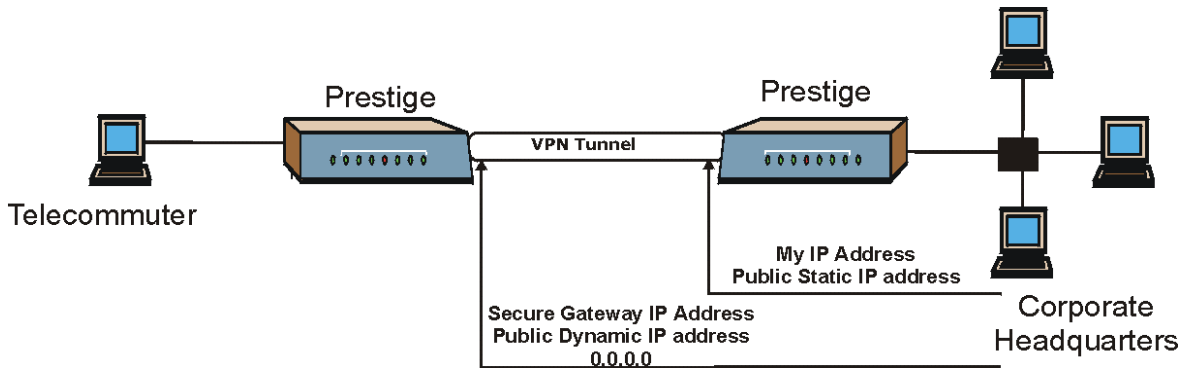 Prestige
Prestige
VPN Tunnel
Telecommuter
My IP Address
Public Static IP address
Secure Gateway IP Address
Public Dynamic IP address
0.0.0.0
Corporate
Headquarters